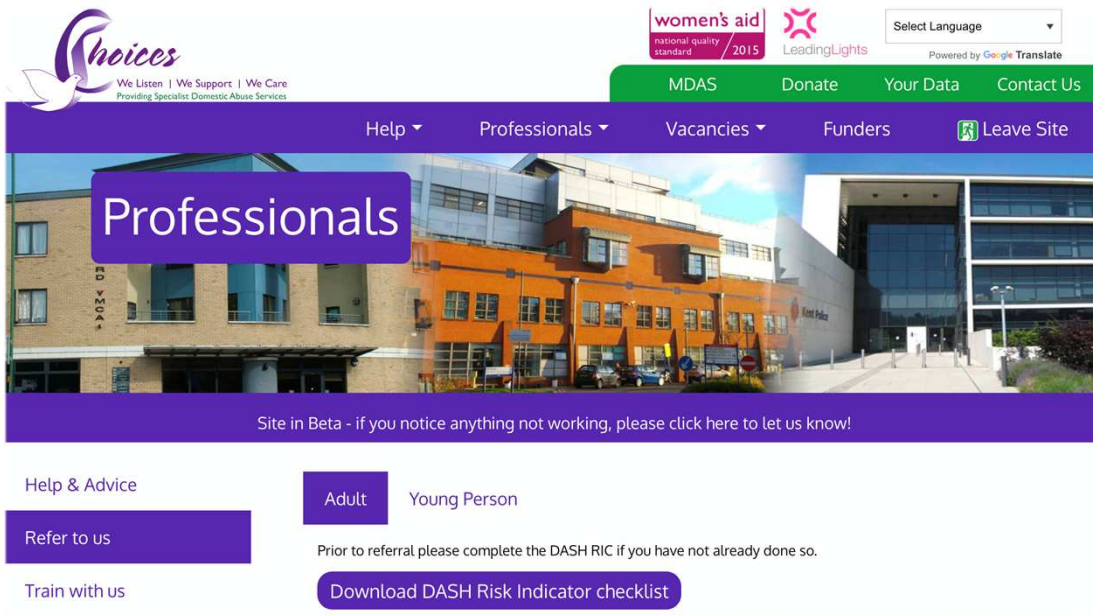 Choices
We Listen | We Support | We Care
Providing Specialist Domestic Abuse Services
women's aid
national quality
standard 2015
LeadingLights
Select Language
Powered by Google Translate
MDAS Donate Your Data Contact Us
Help Professionals Vacancies Funders Leave Site
Professionals
RD YMCA
Kent Police
Site in Beta - if you notice anything not working, please click here to let us know!
Help & Advice
Refer to us
Train with us
Adult Young Person
Prior to referral please complete the DASH RIC if you have not already done so.
Download DASH Risk Indicator checklist